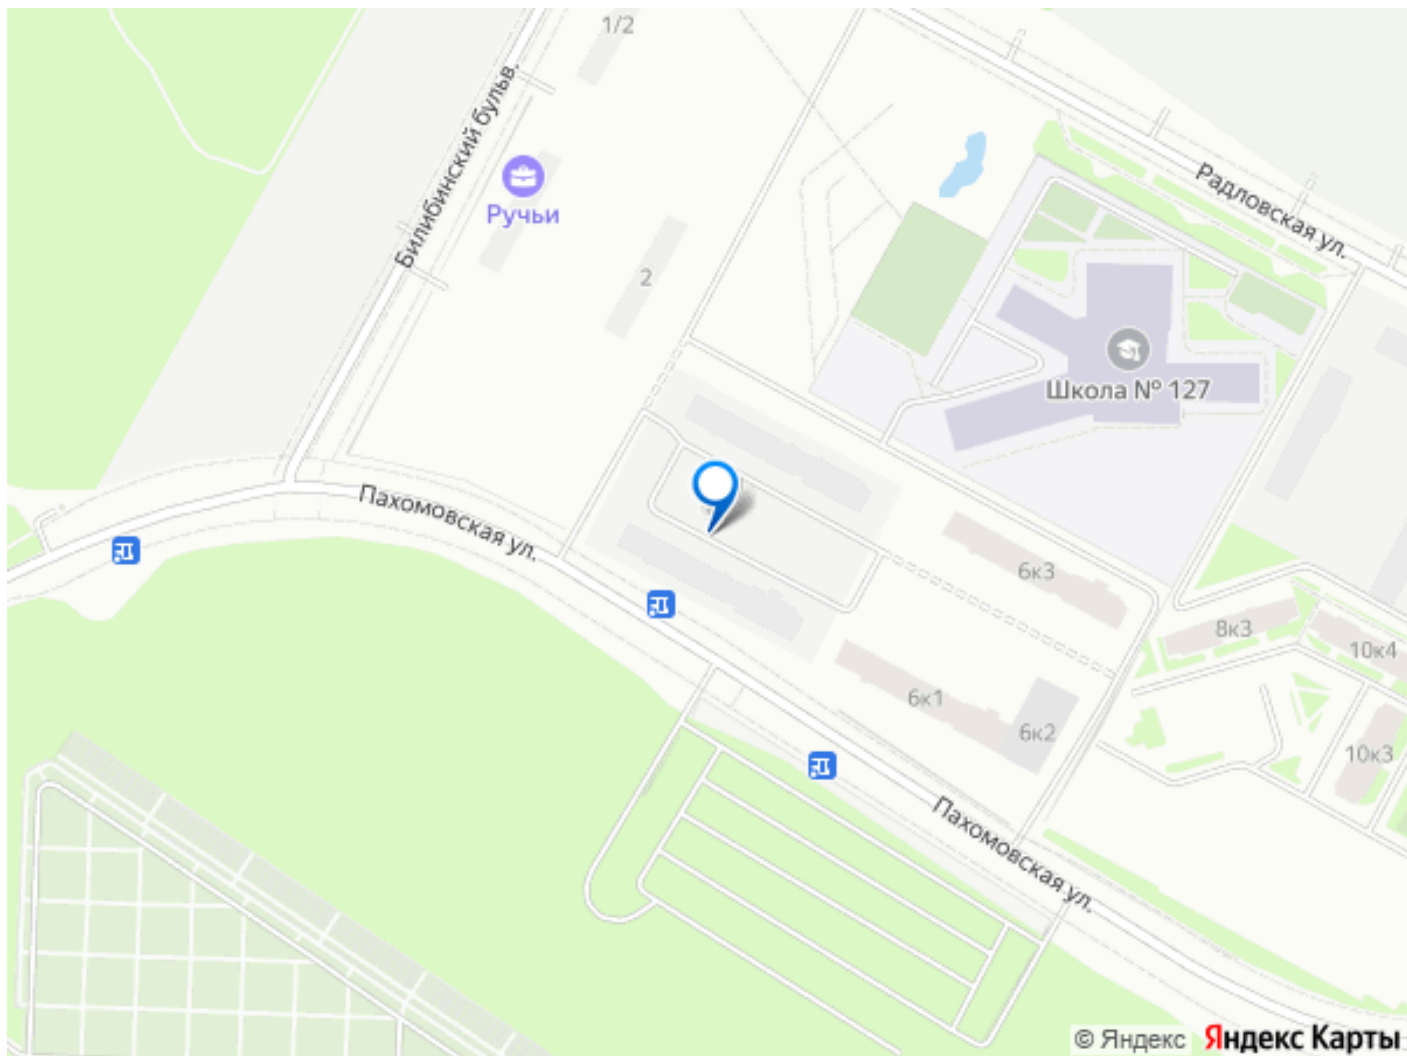 1/2
Билибинский бульв.
Ручьи
2
Радловская ул.
Школа № 127
Пахомовская ул.
6к3
8к3
10к4
6к1
6к2
10к3
Пахомовская ул.
© Яндекс Яндекс Карты